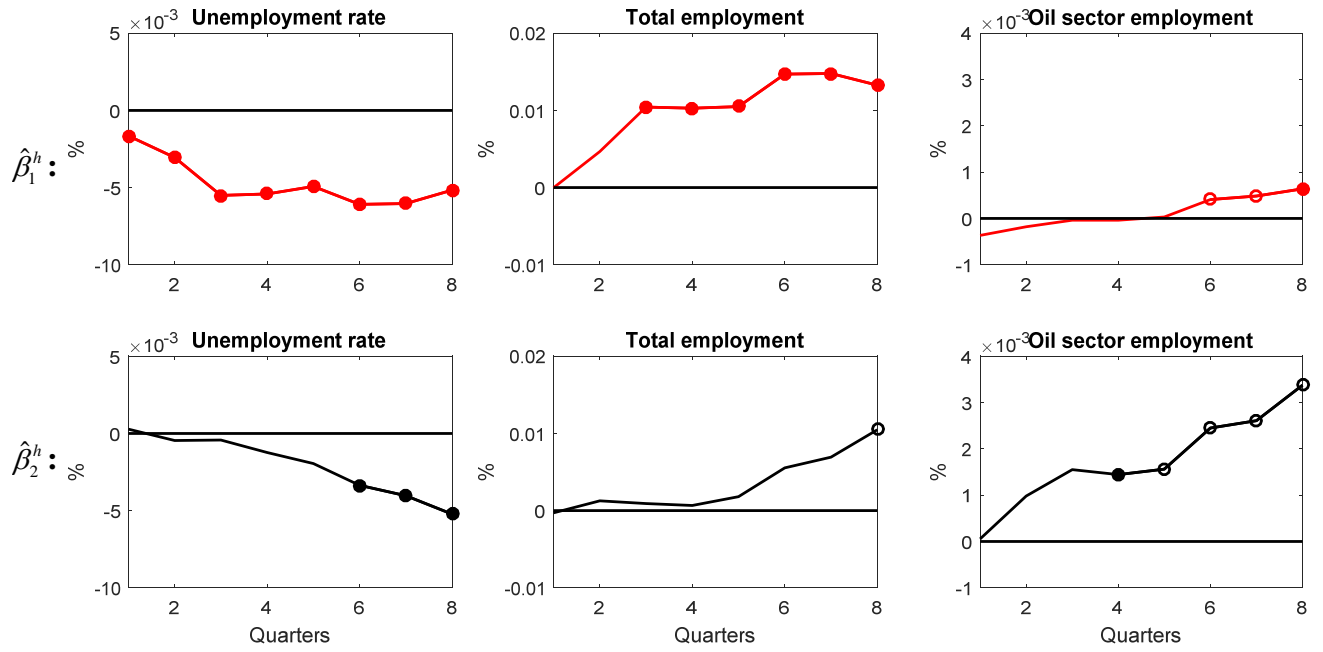 ×10⁻³ Unemployment rate
5
0
-5
-10
%
2 4 6 8
Total employment
0.02
0.01
0
-0.01
%
2 4 6 8
×10⁻³ Oil sector employment
4
3
2
1
0
-1
%
2 4 6 8
β̂₁ʰ:
×10⁻³ Unemployment rate
5
0
-5
-10
%
2 4 6 8
Quarters
Total employment
0.02
0.01
0
-0.01
%
2 4 6 8
Quarters
×10⁻³ Oil sector employment
4
3
2
1
0
-1
%
2 4 6 8
Quarters
β̂₂ʰ: